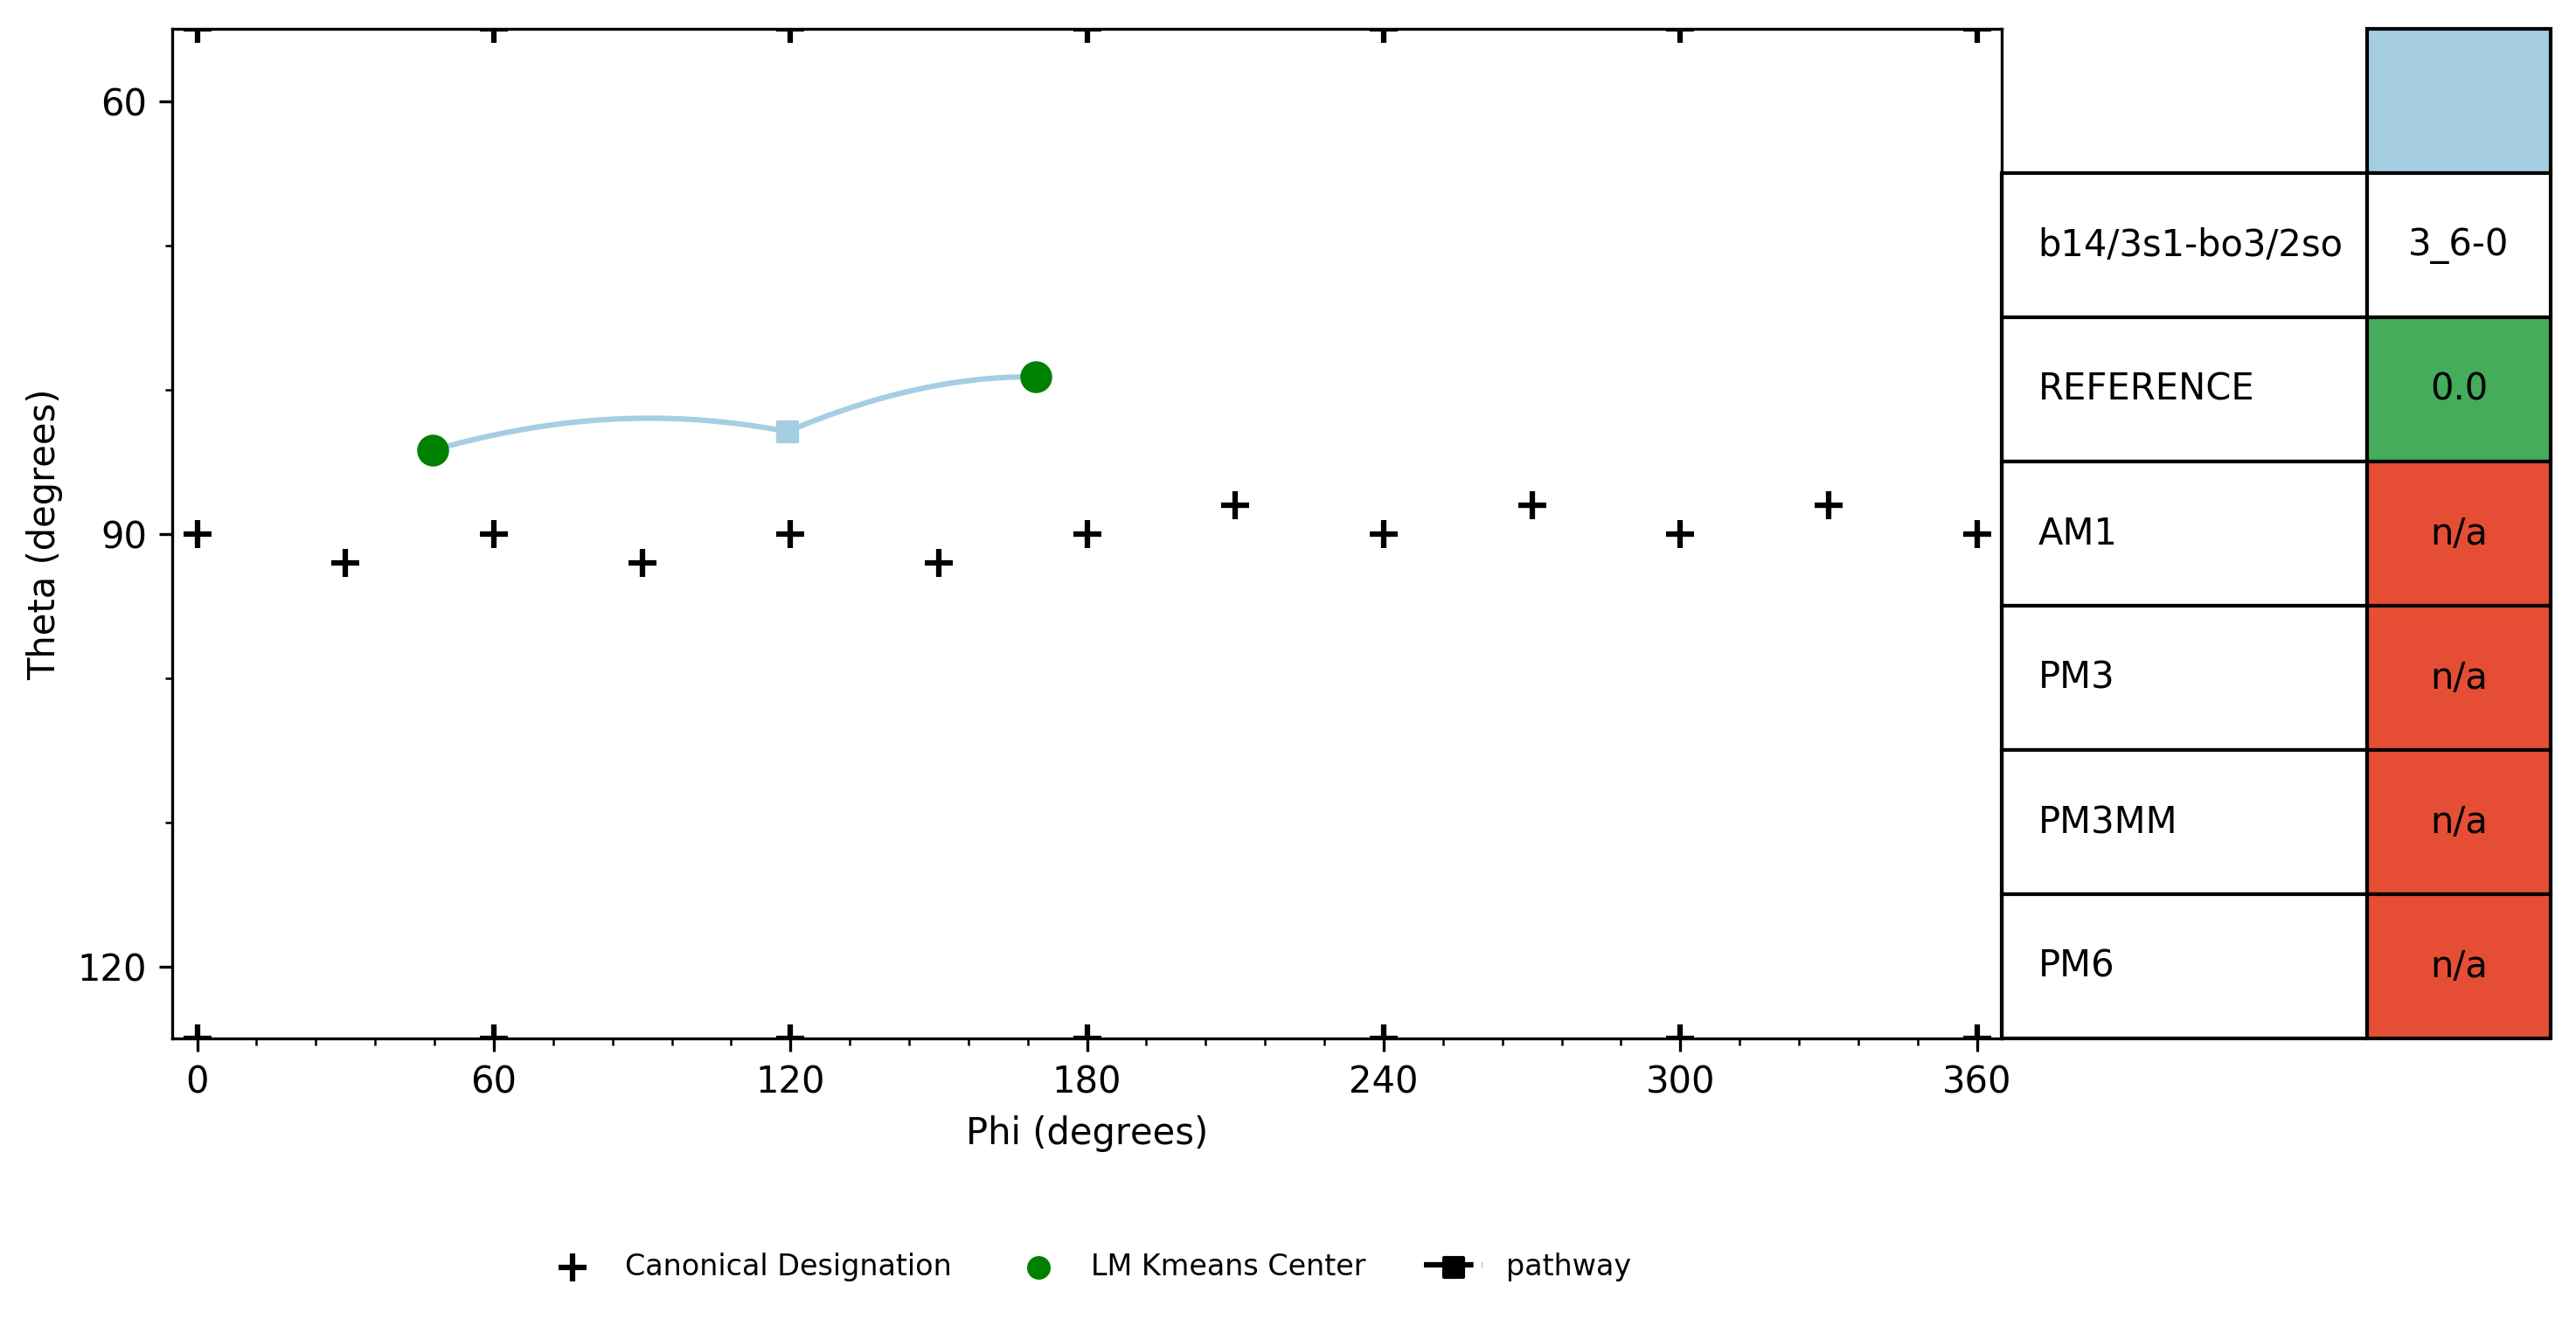 60
90
120
Theta (degrees)
0 60 120 180 240 300 360
Phi (degrees)
b14/3s1-bo3/2so 3_6-0
REFERENCE 0.0
AM1 n/a
PM3 n/a
PM3MM n/a
PM6 n/a
Canonical Designation LM Kmeans Center pathway